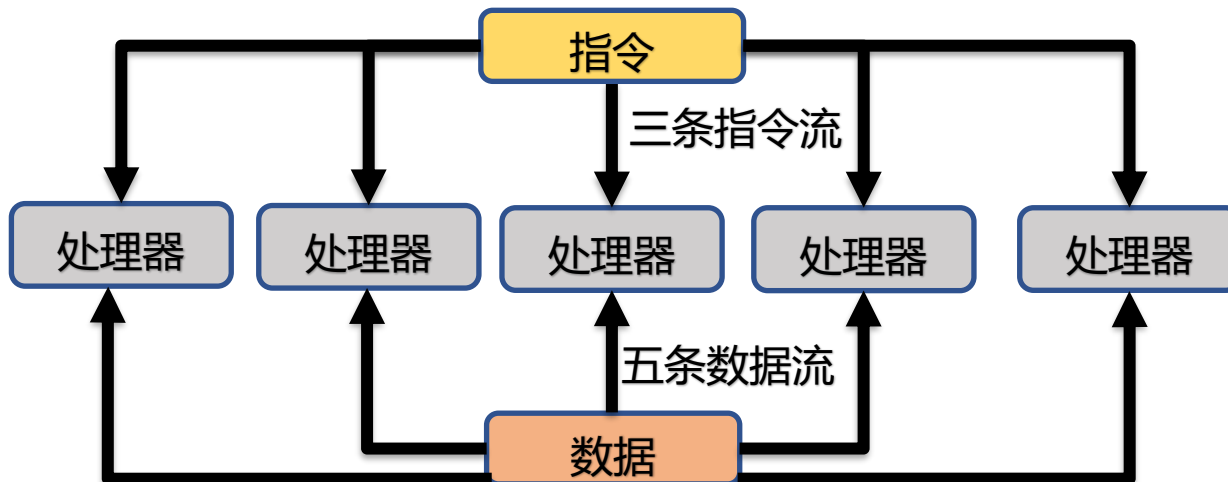 指令
三条指令流
处理器
处理器
处理器
处理器
处理器
五条数据流
数据